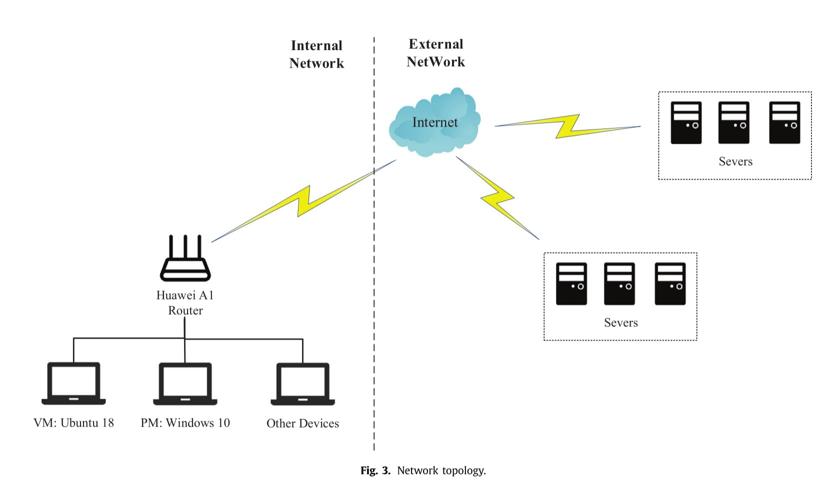 Internal
Network
External
NetWork
Internet
Severs
Huawei A1
Router
Severs
VM: Ubuntu 18
PM: Windows 10
Other Devices
Fig. 3. Network topology.